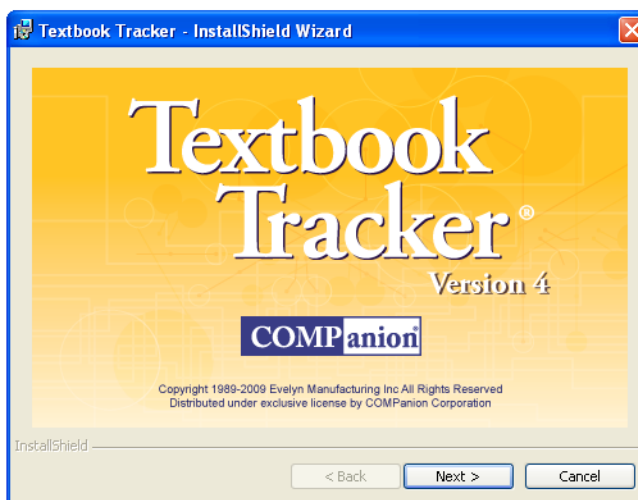 Textbook Tracker - InstallShield Wizard
Textbook
Tracker®
Version 4
COMPanion®
Copyright 1989-2009 Evelyn Manufacturing Inc All Rights Reserved
Distributed under exclusive license by COMPanion Corporation
InstallShield
< Back Next > Cancel